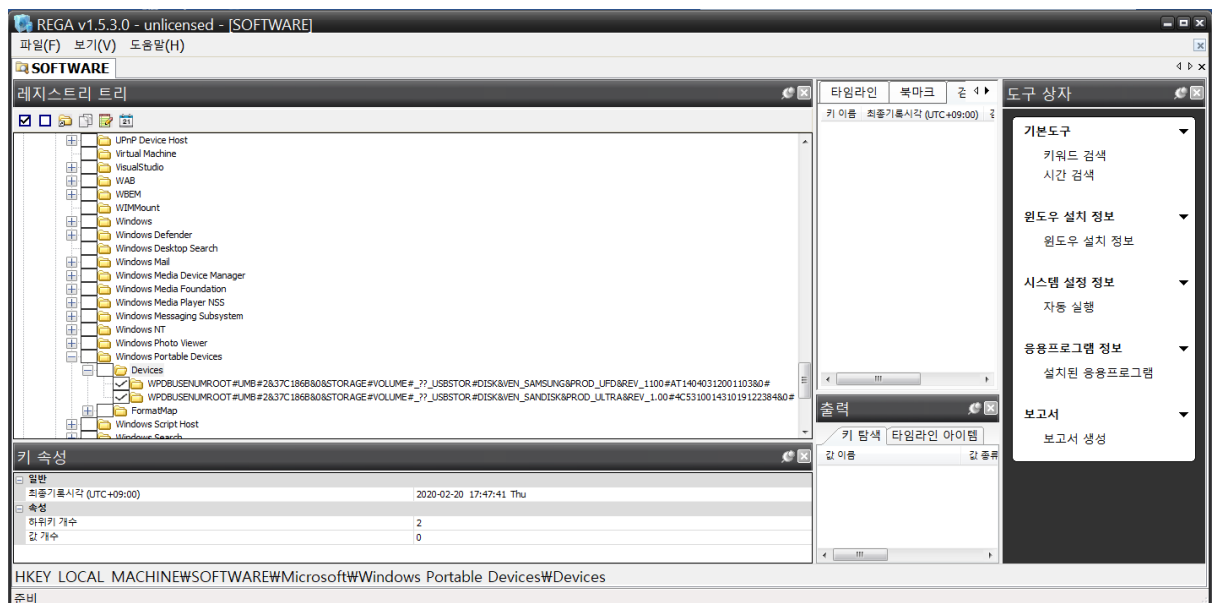 REGA v1.5.3.0 - unlicensed - [SOFTWARE]
파일(F) 보기(V) 도움말(H)
SOFTWARE
레지스트리 트리
UPnP Device Host
Virtual Machine
VisualStudio
WAB
WBEM
WIMMount
Windows
Windows Defender
Windows Desktop Search
Windows Mail
Windows Media Device Manager
Windows Media Foundation
Windows Media Player NSS
Windows Messaging Subsystem
Windows NT
Windows Photo Viewer
Windows Portable Devices
Devices
WPDBUSENUMROOT#UMB#2&37C186B&0&STORAGE#VOLUME#_??_USBSTOR#DISK&VEN_SAMSUNG&PROD_UFD&REV_1100#AT14040312001103&0#
WPDBUSENUMROOT#UMB#2&37C186B&0&STORAGE#VOLUME#_??_USBSTOR#DISK&VEN_SANDISK&PROD_ULTRA&REV_1.00#4C531001431019122384&0#
FormatMap
Windows Script Host
Windows Search
키 속성
일반
최종기록시각 (UTC+09:00) 2020-02-20 17:47:41 Thu
속성
하위키 개수 2
값 개수 0
타임라인 북마크
키 이름 최종기록시각 (UTC+09:00)
출력
키 탐색 타임라인 아이템
값 이름 값 종류
도구 상자
기본도구
키워드 검색
시간 검색
윈도우 설치 정보
윈도우 설치 정보
시스템 설정 정보
자동 실행
응용프로그램 정보
설치된 응용프로그램
보고서
보고서 생성
HKEY LOCAL MACHINE₩SOFTWARE₩Microsoft₩Windows Portable Devices₩Devices
준비